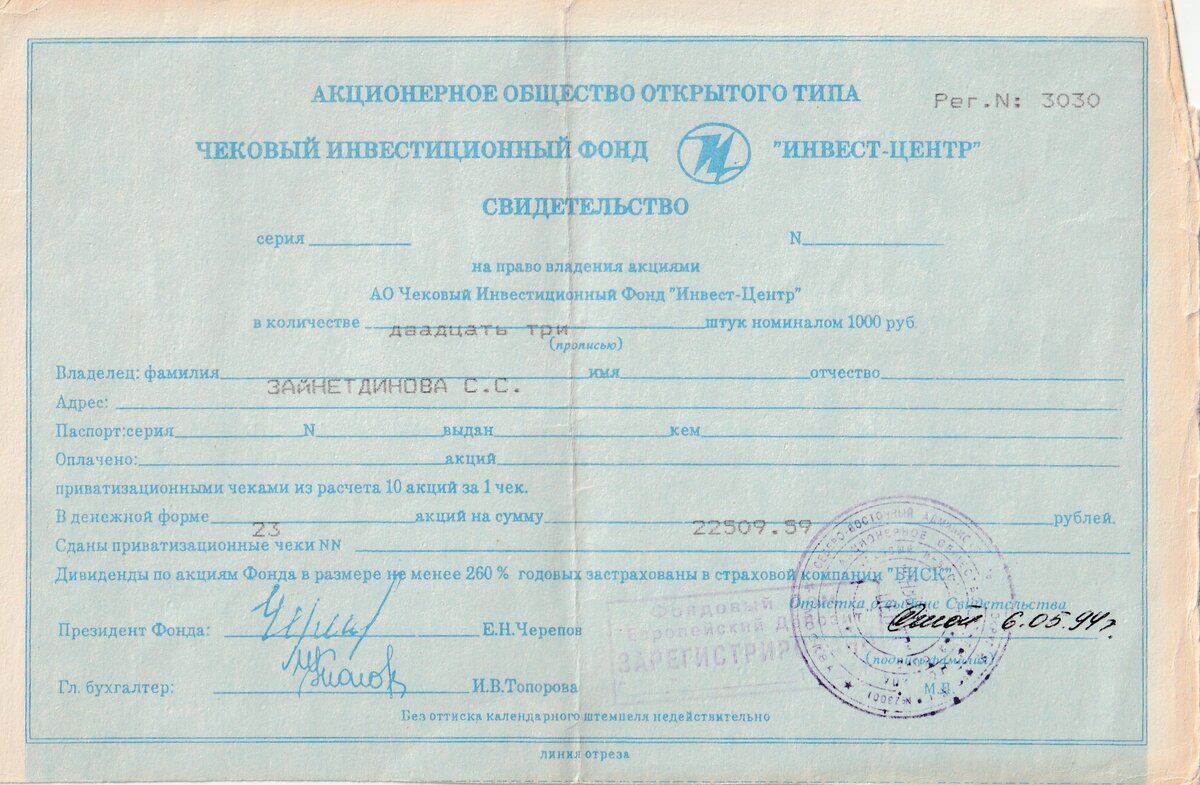 АКЦИОНЕРНОЕ ОБЩЕСТВО ОТКРЫТОГО ТИПА
Рег.N: 3030
ЧЕКОВЫЙ ИНВЕСТИЦИОННЫЙ ФОНД "ИНВЕСТ-ЦЕНТР"
СВИДЕТЕЛЬСТВО
серия N
на право владения акциями
АО Чековый Инвестиционный Фонд "Инвест-Центр"
в количестве двадцать три штук номиналом 1000 руб
(прописью)
Владелец: фамилия имя отчество
ЗАЙНЕТДИНОВА С.С.
Адрес:
Паспорт:серия N выдан кем
Оплачено: акций
приватизационными чеками из расчета 10 акций за 1 чек.
В денежной форме 23 акций на сумму 22509.59 рублей.
Сданы приватизационные чеки NN
Дивиденды по акциям Фонда в размере не менее 260 % годовых застрахованы в страховой компании "БИСК"
Отметка о выдаче Свидетельства
Фондовый
Президент Фонда: Е.Н.Черепов
Европейский депозит
6.05.94г.
ЗАРЕГИСТРИРОВАНО
(подпись, фамилия)
Гл. бухгалтер: И.В.Топорова
М.П.
Без оттиска календарного штемпеля недействительно
линия отреза